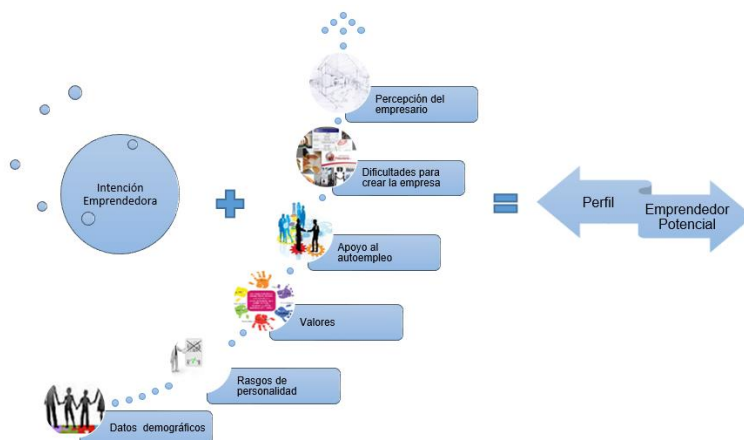 Percepción del
empresario
Dificultades para
crear la empresa
Intención
Emprendedora
Perfil
Emprendedor
Potencial
Apoyo al
autoempleo
Valores
Rasgos de
personalidad
Datos demográficos